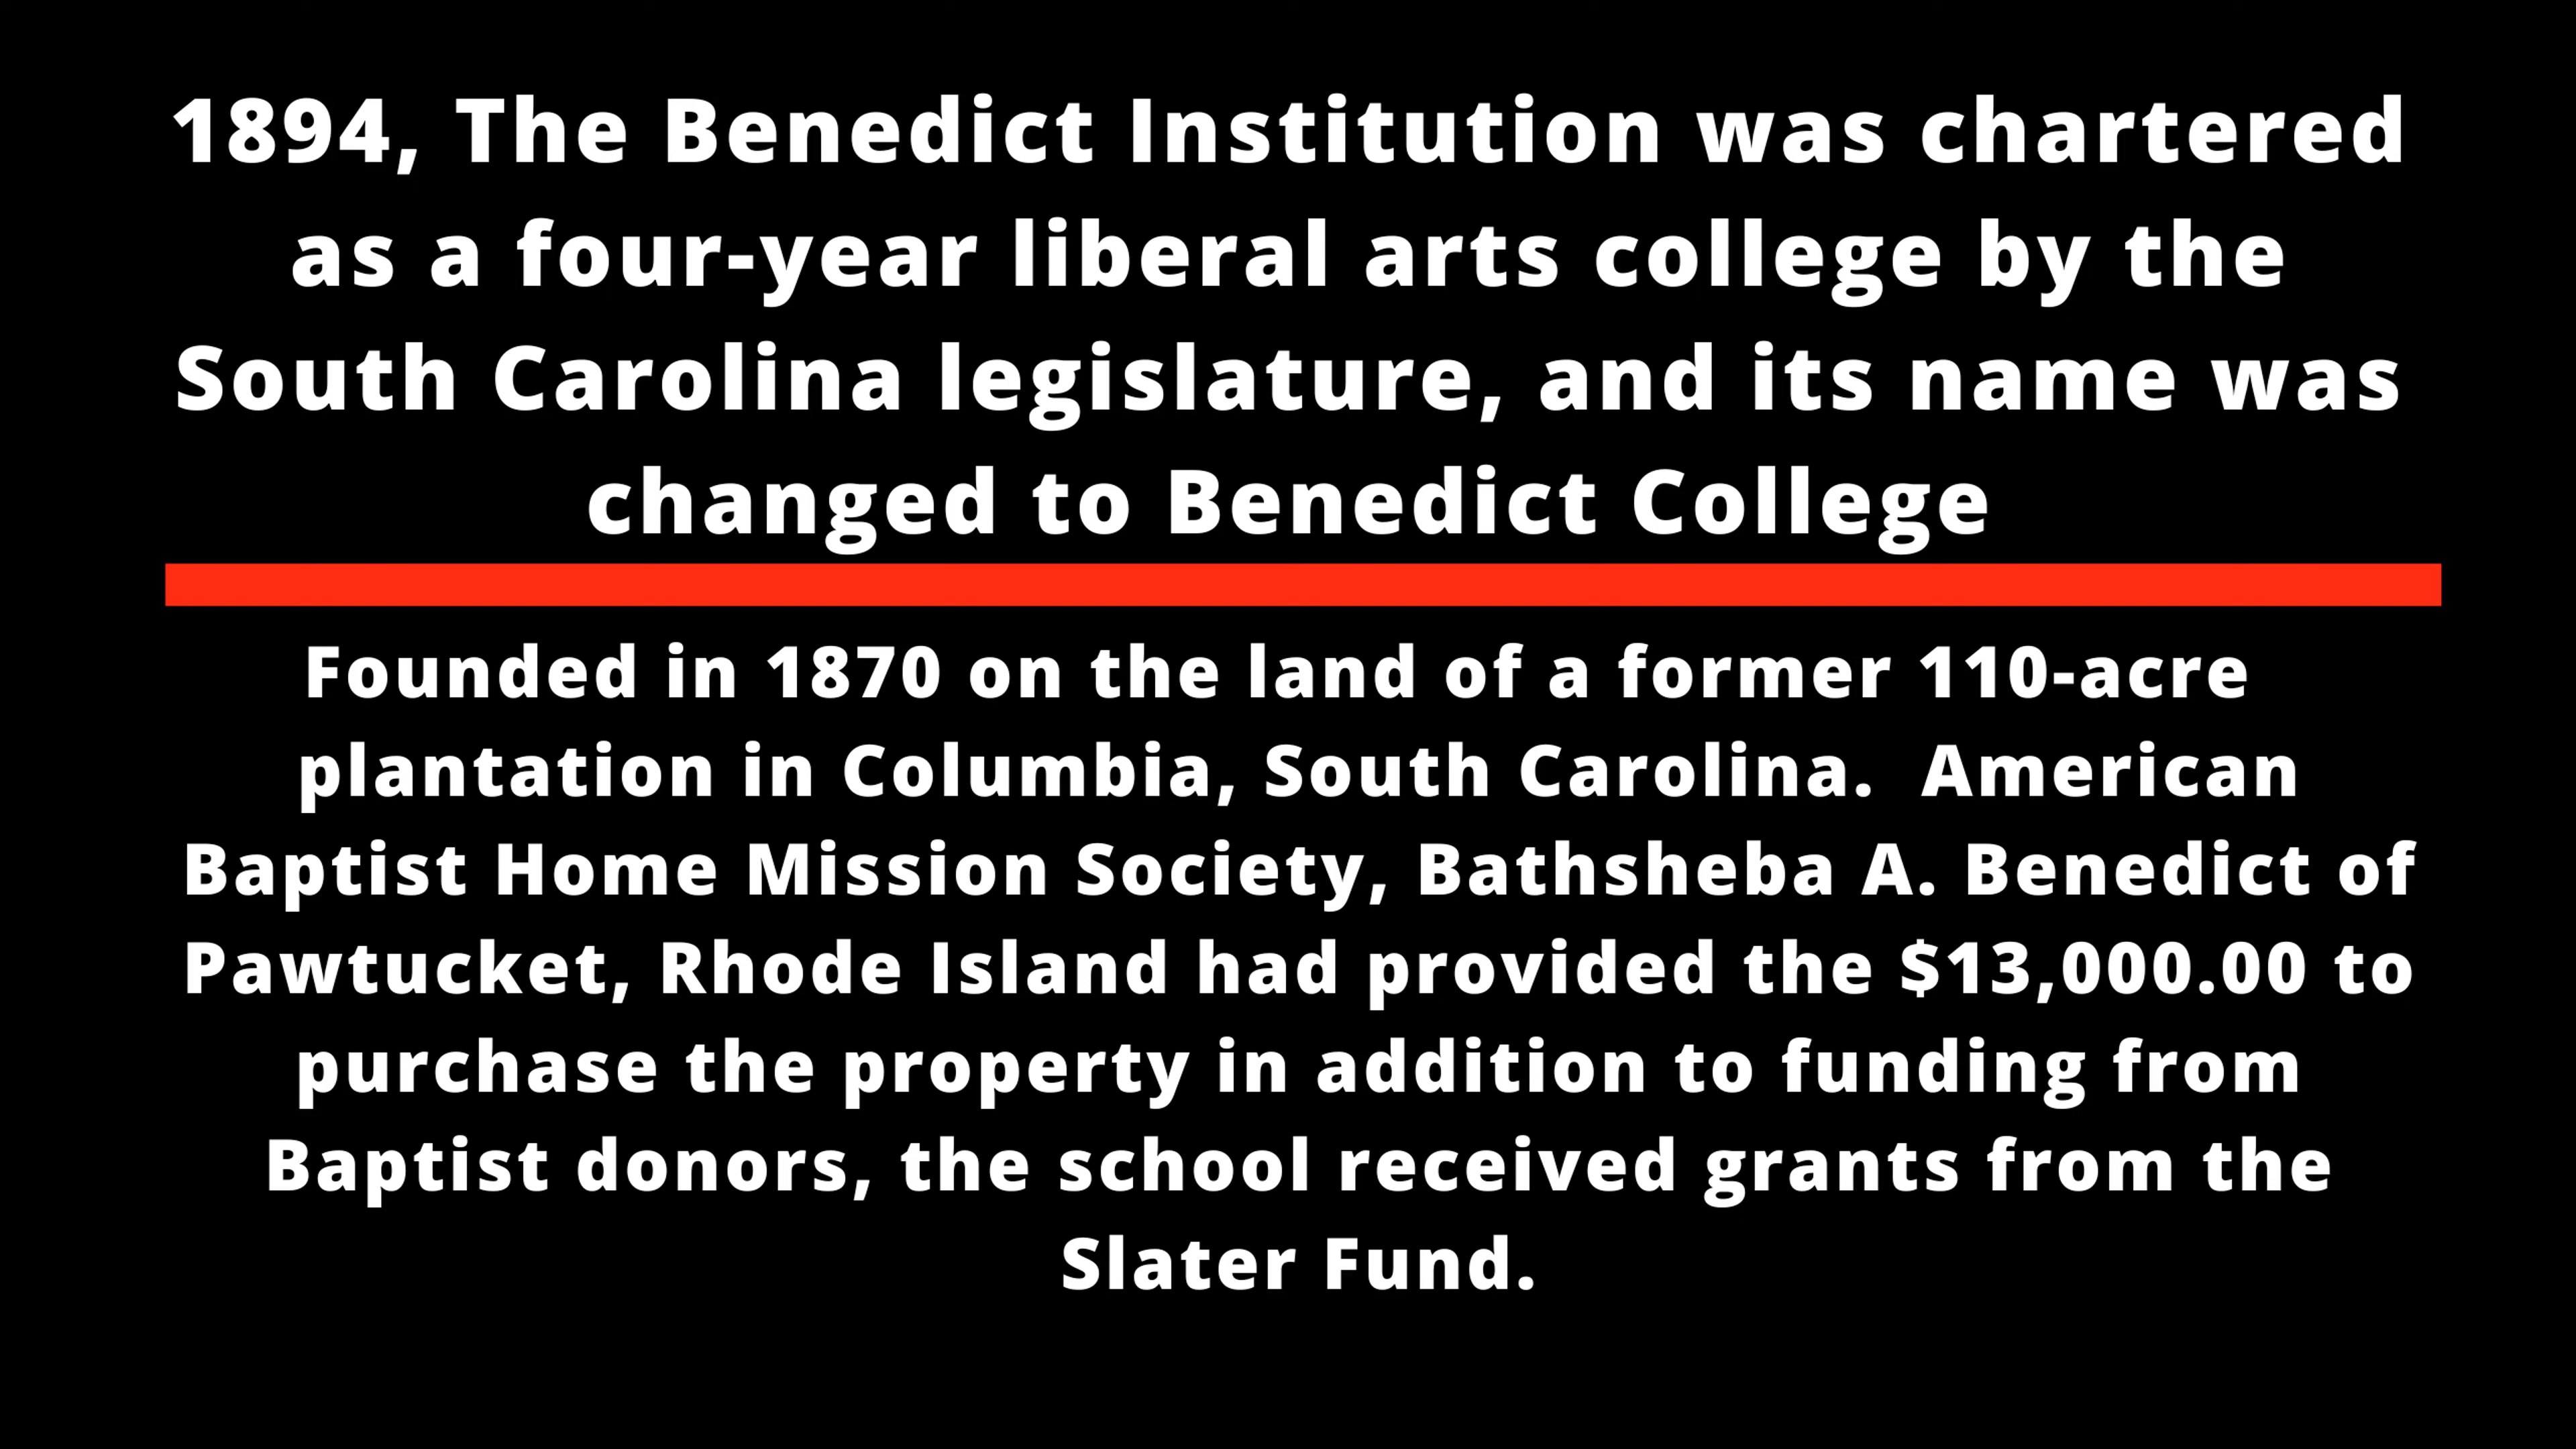 1894, The Benedict Institution was chartered
as a four-year liberal arts college by the
South Carolina legislature, and its name was
changed to Benedict College
Founded in 1870 on the land of a former 110-acre
plantation in Columbia, South Carolina.  American
Baptist Home Mission Society, Bathsheba A. Benedict of
Pawtucket, Rhode Island had provided the $13,000.00 to
purchase the property in addition to funding from
Baptist donors, the school received grants from the
Slater Fund.